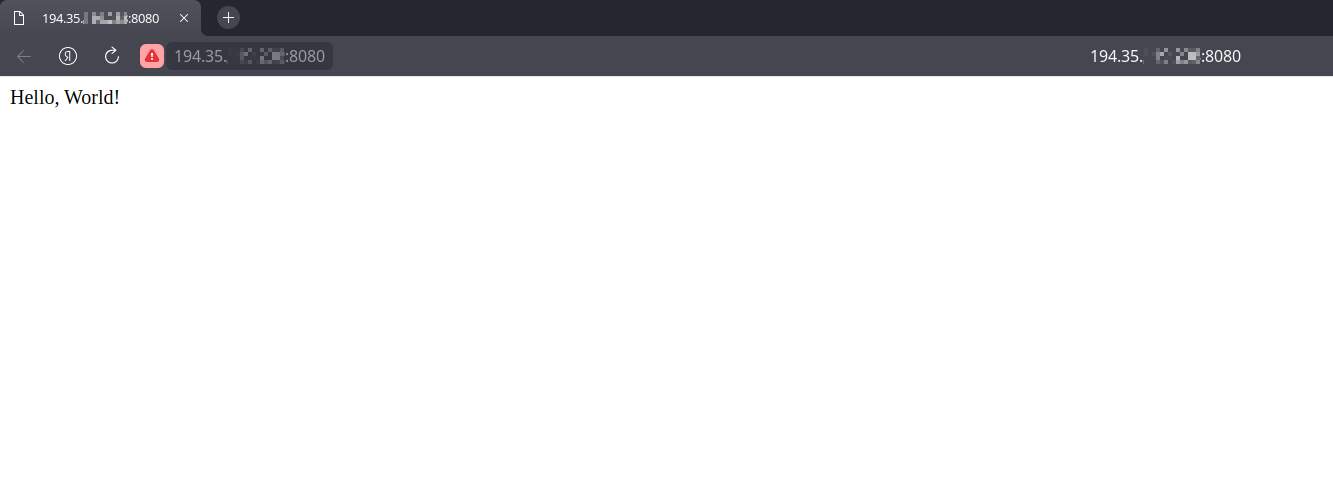 194.35. :8080
Я 194.35. :8080 194.35. :8080
Hello, World!